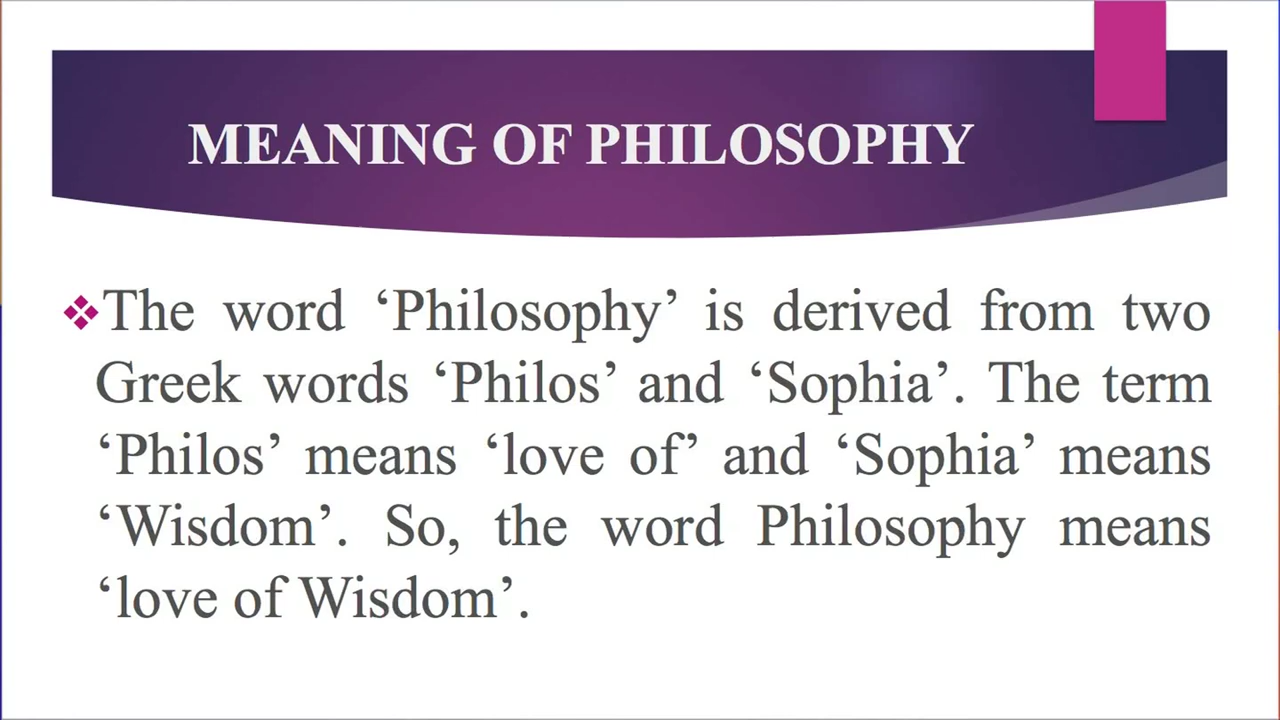 MEANING OF PHILOSOPHY
❖The word ‘Philosophy’ is derived from two
Greek words ‘Philos’ and ‘Sophia’. The term
‘Philos’ means ‘love of’ and ‘Sophia’ means
‘Wisdom’. So, the word Philosophy means
‘love of Wisdom’.